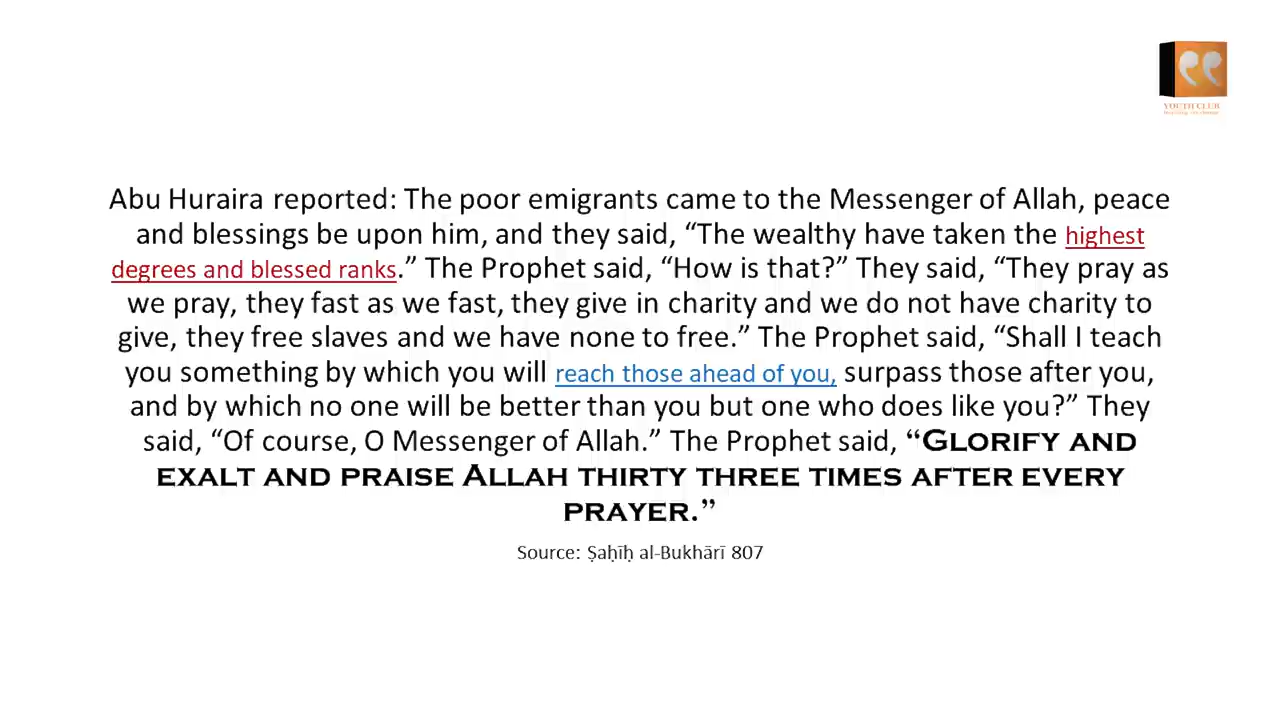 YOUTH CLUB
Abu Huraira reported: The poor emigrants came to the Messenger of Allah, peace
and blessings be upon him, and they said, “The wealthy have taken the highest
degrees and blessed ranks.” The Prophet said, “How is that?” They said, “They pray as
we pray, they fast as we fast, they give in charity and we do not have charity to
give, they free slaves and we have none to free.” The Prophet said, “Shall I teach
you something by which you will reach those ahead of you, surpass those after you,
and by which no one will be better than you but one who does like you?” They
said, “Of course, O Messenger of Allah.” The Prophet said, “GLORIFY AND
EXALT AND PRAISE ALLAH THIRTY THREE TIMES AFTER EVERY
PRAYER.”
Source: Ṣaḥīḥ al-Bukhārī 807